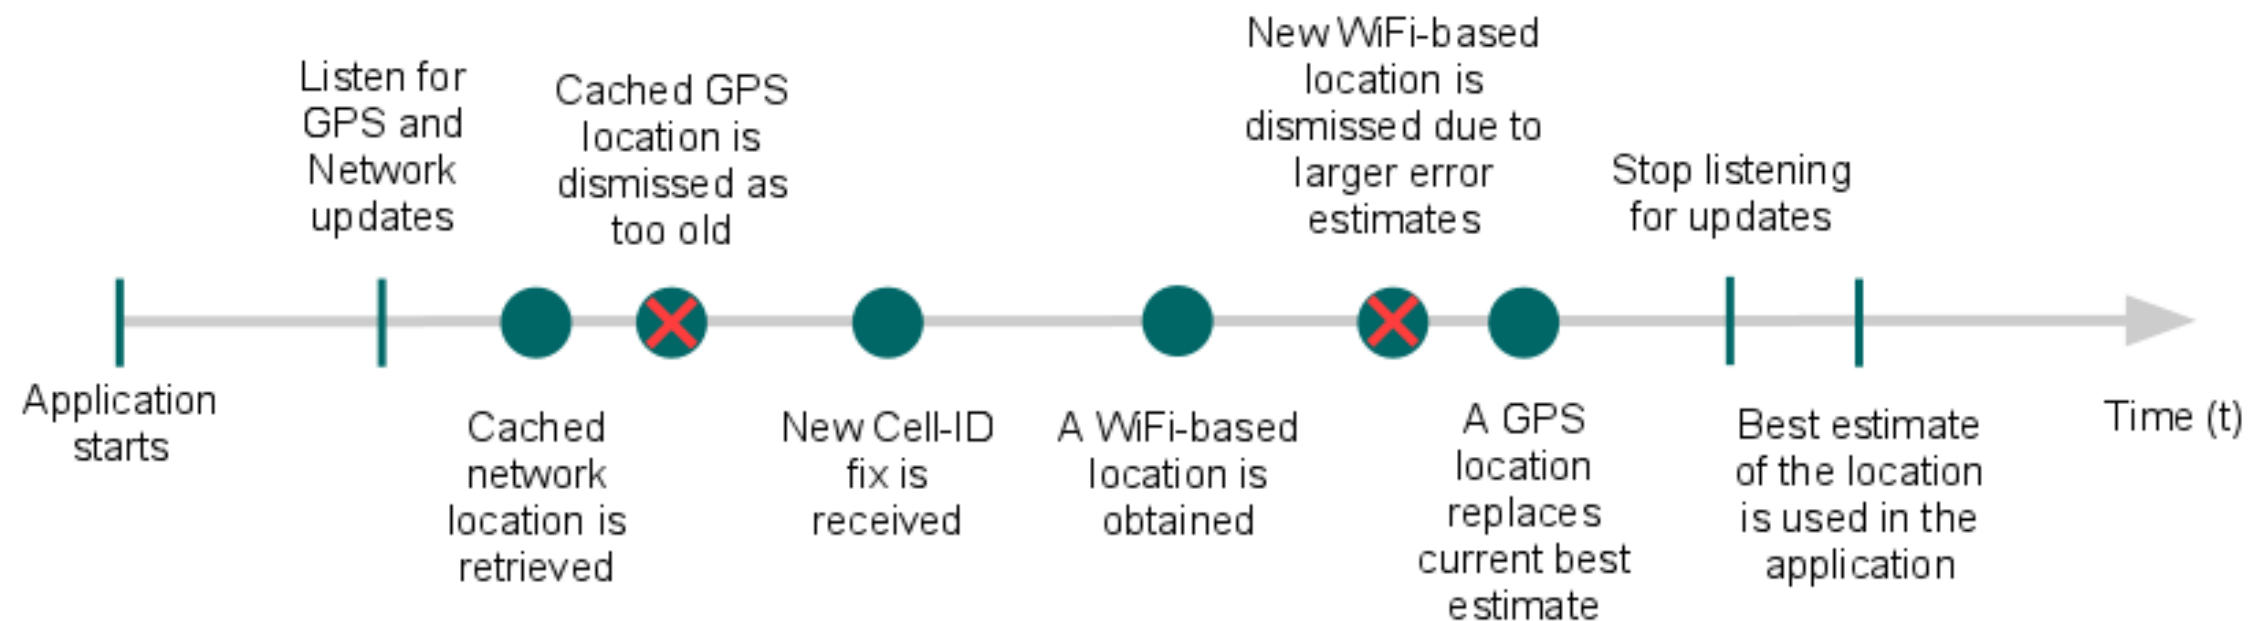 Application
starts
Listen for
GPS and
Network
updates
Cached
network
location is
retrieved
Cached GPS
location is
dismissed as
too old
New Cell-ID
fix is
received
A WiFi-based
location is
obtained
New WiFi-based
location is
dismissed due to
larger error
estimates
A GPS
location
replaces
current best
estimate
Stop listening
for updates
Best estimate
of the location
is used in the
application
Time (t)